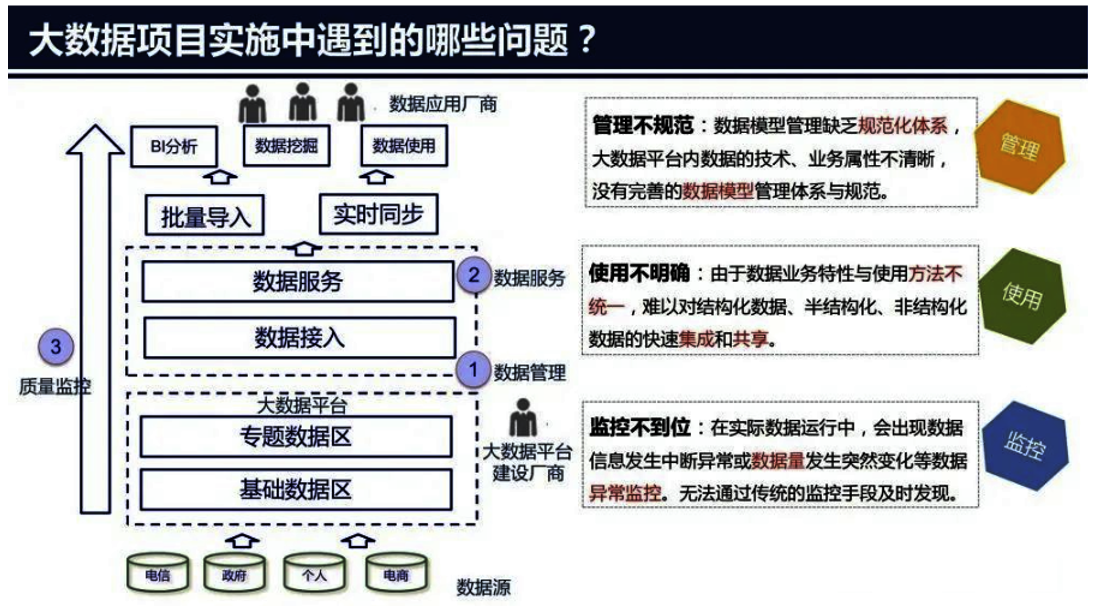 大数据项目实施中遇到的哪些问题？
数据应用厂商
BI分析
数据挖掘
数据使用
批量导入
实时同步
数据服务
2
数据服务
数据接入
3
质量监控
1
数据管理
大数据平台
专题数据区
基础数据区
大数据平台
建设厂商
电信
政府
个人
电商
数据源
管理不规范：数据模型管理缺乏规范化体系，
大数据平台内数据的技术、业务属性不清晰，
没有完善的数据模型管理体系与规范。
管理
使用不明确：由于数据业务特性与使用方法不
统一，难以对结构化数据、半结构化、非结构化
数据的快速集成和共享。
使用
监控不到位：在实际数据运行中，会出现数据
信息发生中断异常或数据量发生突然变化等数据
异常监控。无法通过传统的监控手段及时发现。
监控